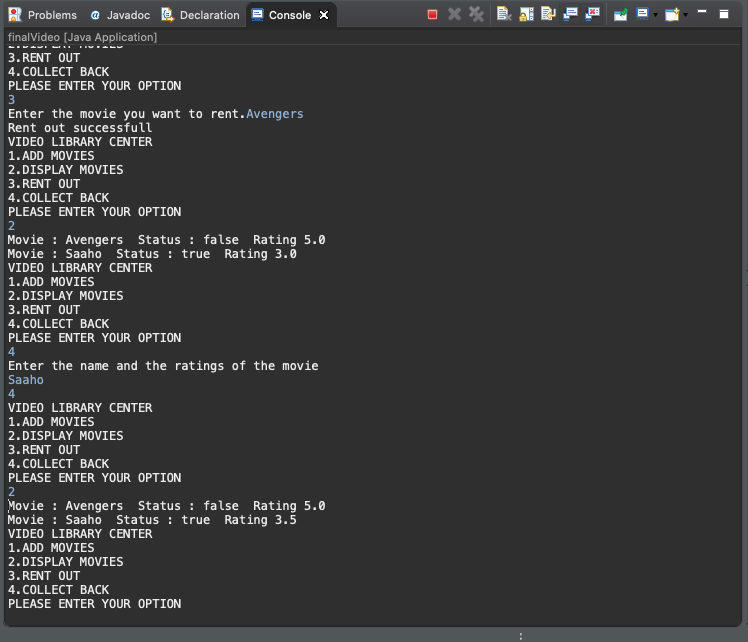 Problems @ Javadoc Declaration Console
finalVideo [Java Application]
2.DISPLAY MOVIES
3.RENT OUT
4.COLLECT BACK
PLEASE ENTER YOUR OPTION
3
Enter the movie you want to rent.Avengers
Rent out successfull
VIDEO LIBRARY CENTER
1.ADD MOVIES
2.DISPLAY MOVIES
3.RENT OUT
4.COLLECT BACK
PLEASE ENTER YOUR OPTION
2
Movie : Avengers  Status : false  Rating 5.0
Movie : Saaho  Status : true  Rating 3.0
VIDEO LIBRARY CENTER
1.ADD MOVIES
2.DISPLAY MOVIES
3.RENT OUT
4.COLLECT BACK
PLEASE ENTER YOUR OPTION
4
Enter the name and the ratings of the movie
Saaho
4
VIDEO LIBRARY CENTER
1.ADD MOVIES
2.DISPLAY MOVIES
3.RENT OUT
4.COLLECT BACK
PLEASE ENTER YOUR OPTION
2
Movie : Avengers  Status : false  Rating 5.0
Movie : Saaho  Status : true  Rating 3.5
VIDEO LIBRARY CENTER
1.ADD MOVIES
2.DISPLAY MOVIES
3.RENT OUT
4.COLLECT BACK
PLEASE ENTER YOUR OPTION